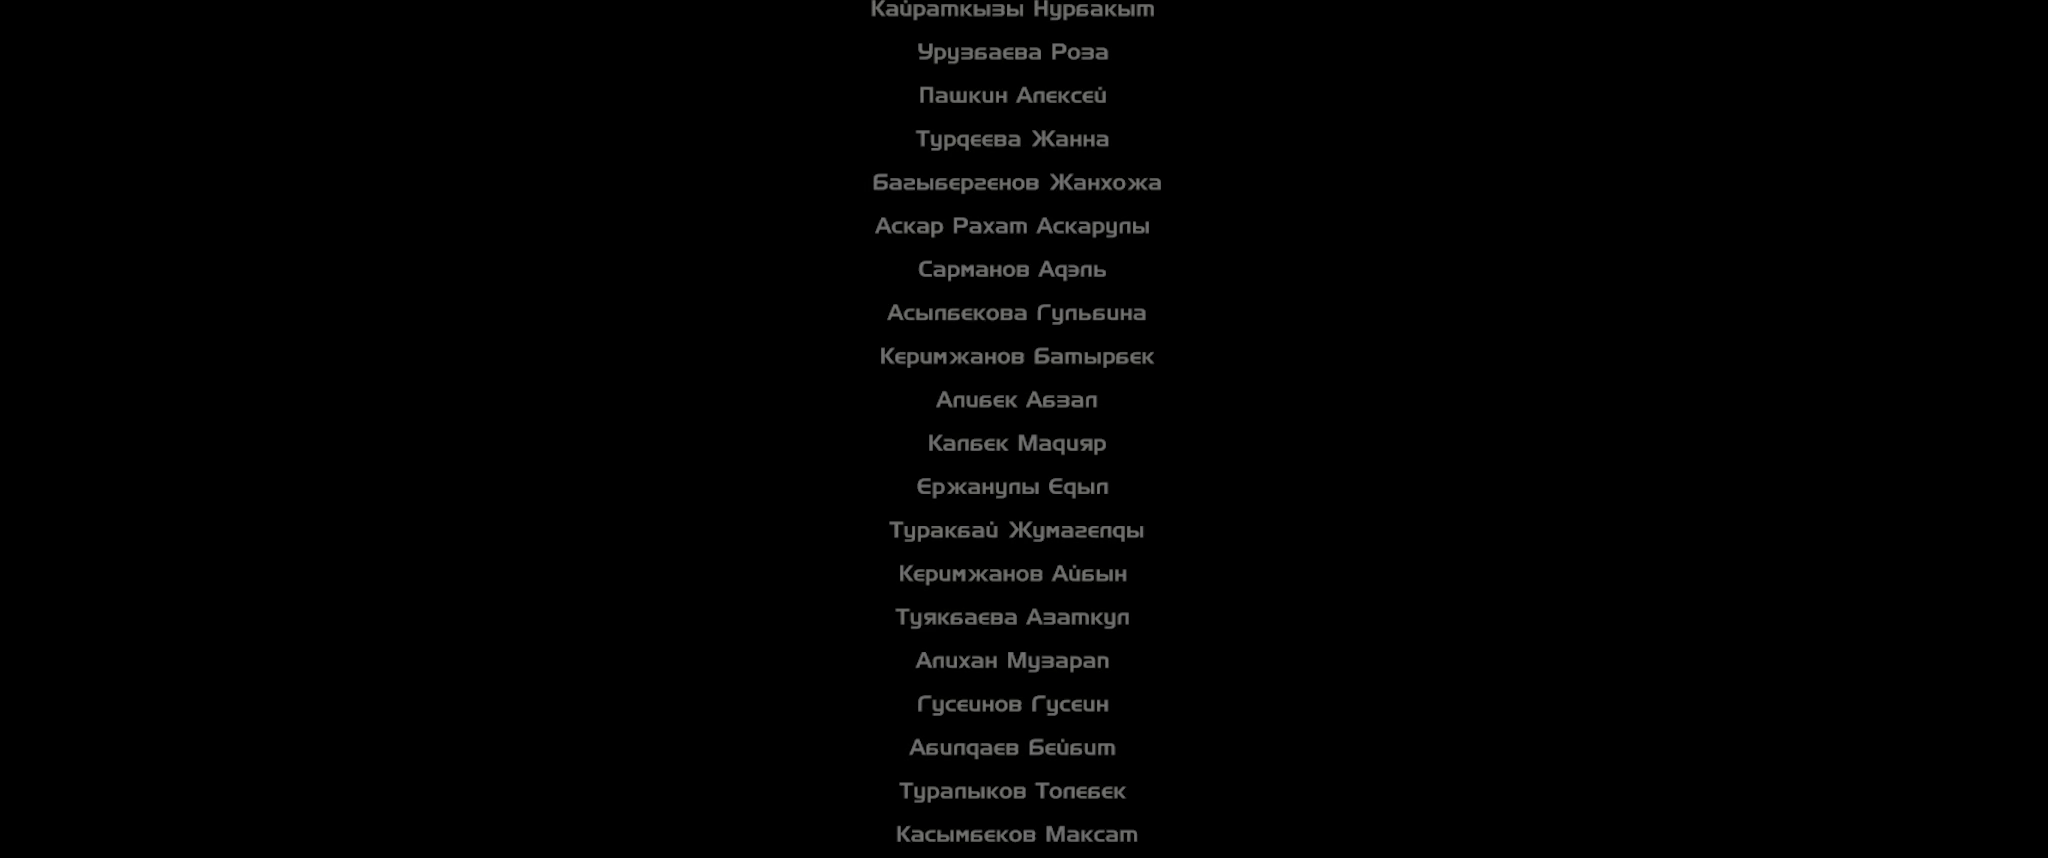 Кайраткызы Нурбакыт
Урузбаева Роза
Пашкин Алексей
Турдеева Жанна
Багыбергенов Жанхожа
Аскар Рахат Аскарулы
Сарманов Адэль
Асылбекова Гульбина
Керимжанов Батырбек
Алибек Абзал
Калбек Мадияр
Ержанулы Едыл
Туракбай Жумагелды
Керимжанов Айбын
Туякбаева Азаткул
Алихан Музарап
Гусеинов Гусеин
Абилдаев Бейбит
Туралыков Толебек
Касымбеков Максат